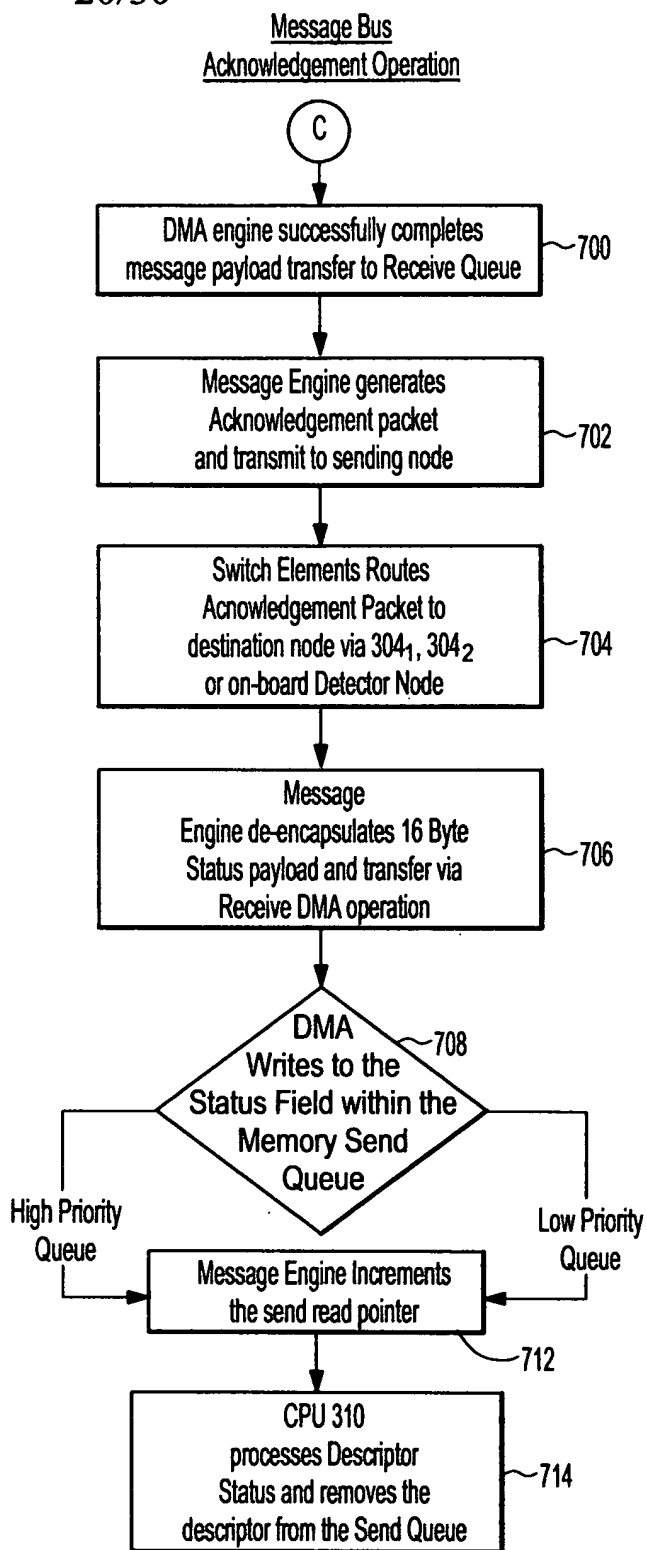 Message Bus
Acknowledgement Operation
C
DMA engine successfully completes
message payload transfer to Receive Queue
700
Message Engine generates
Acknowledgement packet
and transmit to sending node
702
Switch Elements Routes
Acnowledgement Packet to
destination node via 304₁, 304₂
or on-board Detector Node
704
Message
Engine de-encapsulates 16 Byte
Status payload and transfer via
Receive DMA operation
706
DMA
Writes to the
Status Field within the
Memory Send
Queue
708
High Priority
Queue
Low Priority
Queue
Message Engine Increments
the send read pointer
712
CPU 310
processes Descriptor
Status and removes the
descriptor from the Send Queue
714